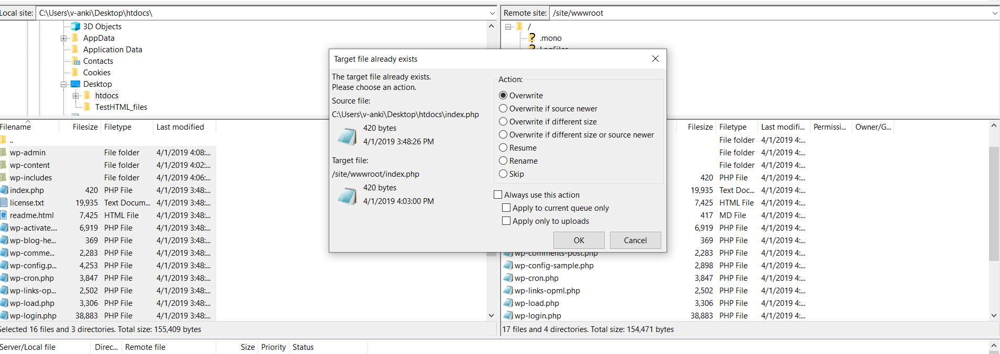 Local site: C:\Users\v-anki\Desktop\htdocs\
3D Objects
AppData
Application Data
Contacts
Cookies
Desktop
htdocs
TestHTML_files
Remote site: /site/wwwroot
/
.mono
LogFiles
Filename Filesize Filetype Last modified
..
wp-admin File folder 4/1/2019 4:08:...
wp-content File folder 4/1/2019 4:02:...
wp-includes File folder 4/1/2019 4:06:...
index.php 420 PHP File 4/1/2019 3:48:...
license.txt 19,935 Text Docum... 4/1/2019 3:48:...
readme.html 7,425 HTML File 4/1/2019 3:48:...
wp-activate.... 6,919 PHP File 4/1/2019 3:48:...
wp-blog-he... 369 PHP File 4/1/2019 3:48:...
wp-comme... 2,283 PHP File 4/1/2019 3:48:...
wp-config.p... 4,253 PHP File 4/1/2019 3:48:...
wp-cron.php 3,847 PHP File 4/1/2019 3:48:...
wp-links-op... 2,502 PHP File 4/1/2019 3:48:...
wp-load.php 3,306 PHP File 4/1/2019 3:48:...
wp-login.php 38,883 PHP File 4/1/2019 3:48:...
Selected 16 files and 3 directories. Total size: 155,409 bytes
Target file already exists
The target file already exists.
Please choose an action.
Source file:
C:\Users\v-anki\Desktop\htdocs\index.php
420 bytes
4/1/2019 3:48:26 PM
Target file:
/site/wwwroot/index.php
420 bytes
4/1/2019 4:03:00 PM
Action:
Overwrite
Overwrite if source newer
Overwrite if different size
Overwrite if different size or source newer
Resume
Rename
Skip
Always use this action
Apply to current queue only
Apply only to uploads
OK Cancel
Filesize Filetype Last modifi... Permissi... Owner/G...
File folder 4/1/2019 4:...
File folder 4/1/2019 4:...
File folder 4/1/2019 4:...
420 PHP File 4/1/2019 4:...
19,935 Text Doc... 4/1/2019 4:...
7,425 HTML File 4/1/2019 4:...
417 MD File 4/1/2019 4:...
6,919 PHP File 4/1/2019 4:...
369 PHP File 4/1/2019 4:...
wp-comments-post.php 2,283 PHP File 4/1/2019 4:...
wp-config-sample.php 2,898 PHP File 4/1/2019 4:...
wp-cron.php 3,847 PHP File 4/1/2019 4:...
wp-links-opml.php 2,502 PHP File 4/1/2019 4:...
wp-load.php 3,306 PHP File 4/1/2019 4:...
wp-login.php 38,883 PHP File 4/1/2019 4:...
17 files and 4 directories. Total size: 154,471 bytes
Server/Local file Direc... Remote file Size Priority Status